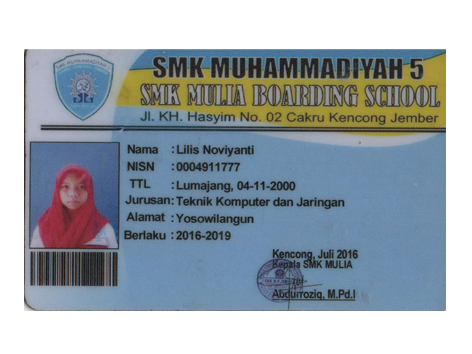 SMK MUHAMMADIYAH 5
SMK MULIA BOARDING SCHOOL
Jl. KH. Hasyim No. 02 Cakru Kencong Jember
Nama : Lilis Noviyanti
NISN : 0004911777
TTL : Lumajang, 04-11-2000
Jurusan: Teknik Komputer dan Jaringan
Alamat : Yosowilangun
Berlaku : 2016-2019
Kencong, Juli 2016
Kepala SMK MULIA
Abdurroziq, M.Pd.I